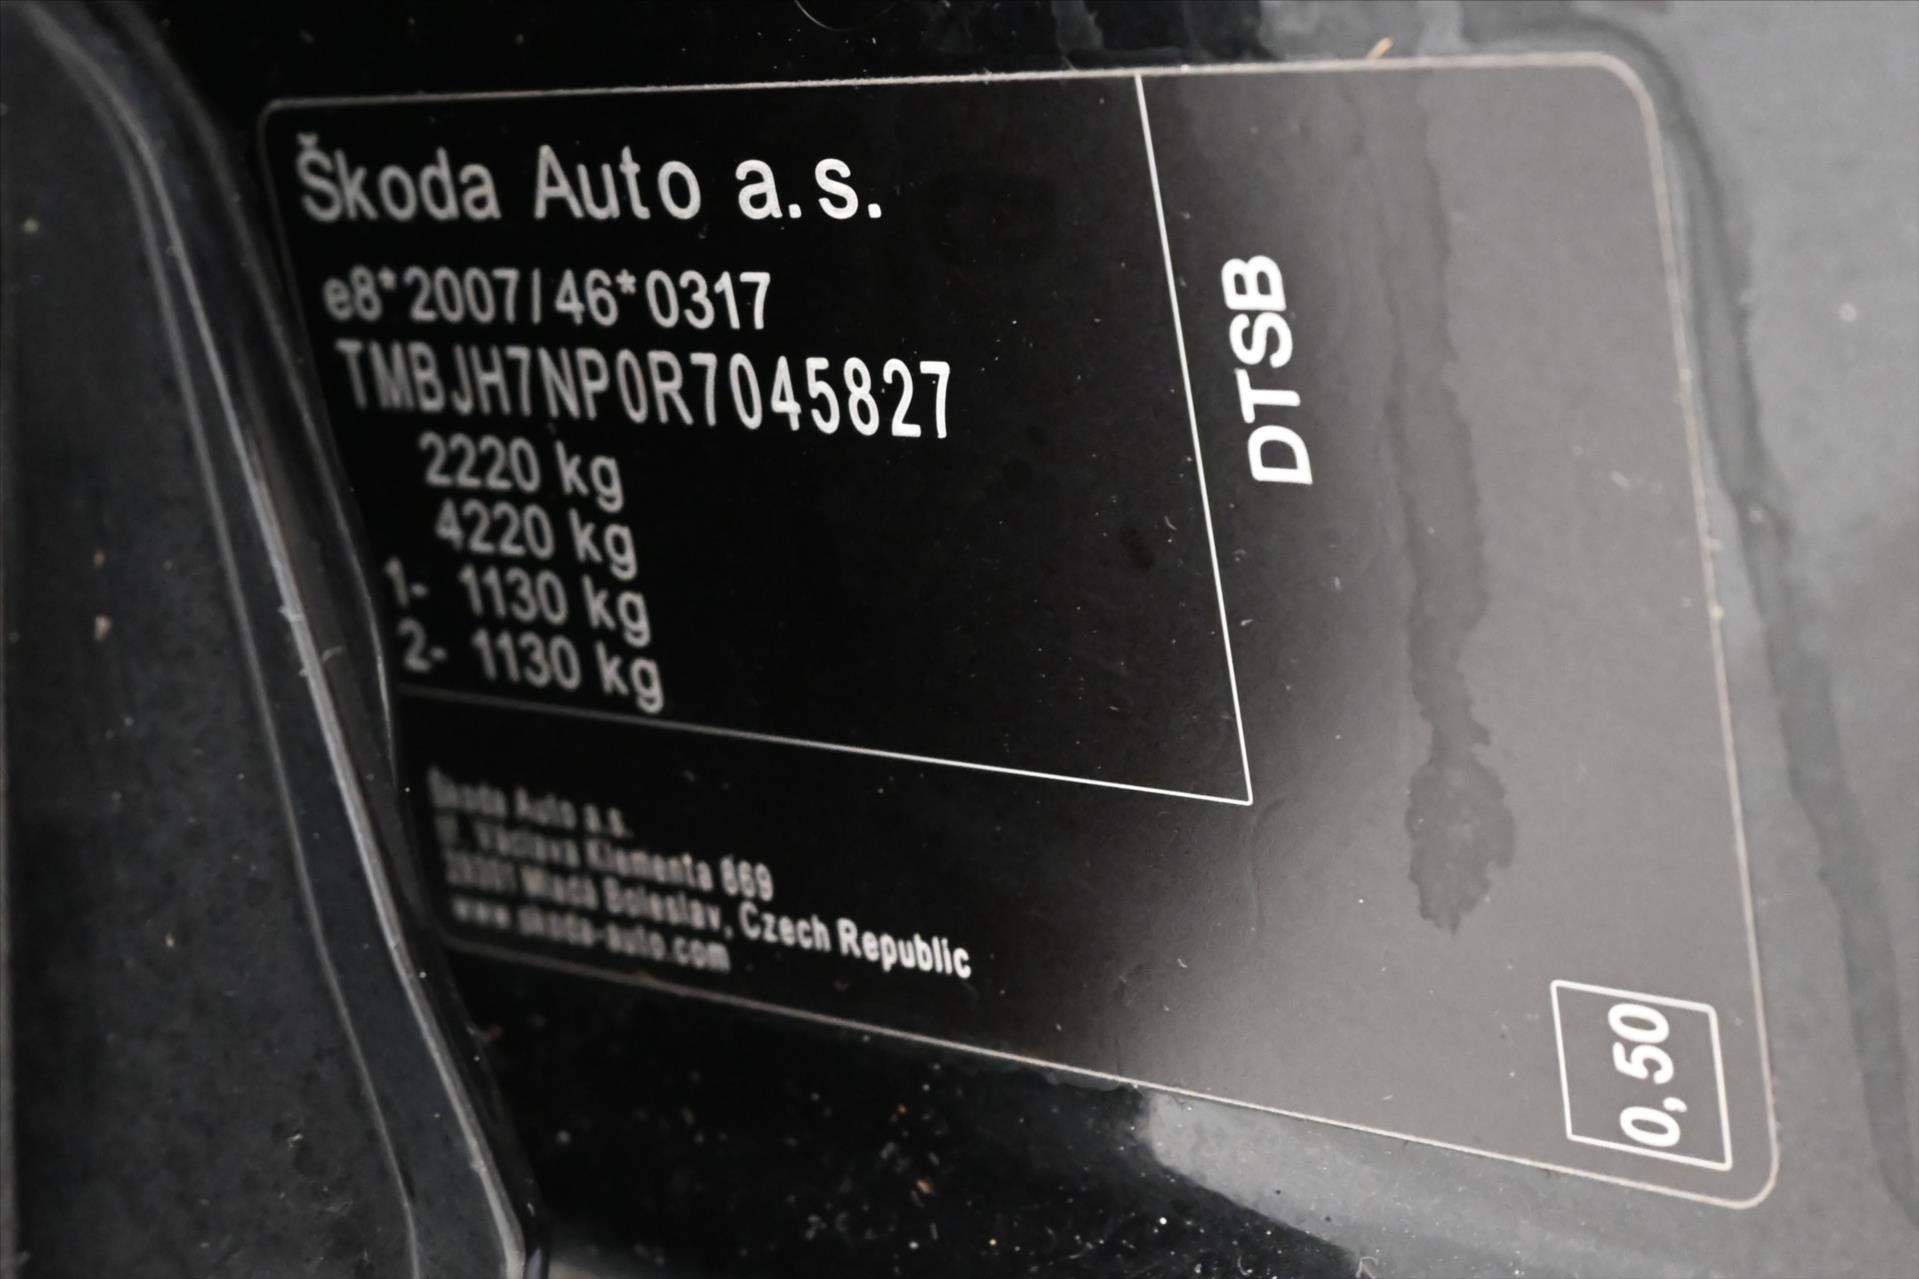 Škoda Auto a.s.
e8*2007/46*0317
TMBJH7NP0R7045827
2220 kg
4220 kg
1- 1130 kg
2- 1130 kg
DTSB
Škoda Auto a.s.
tř. Václava Klementa 869
29301 Mladá Boleslav, Czech Republic
www.skoda-auto.com
0,50